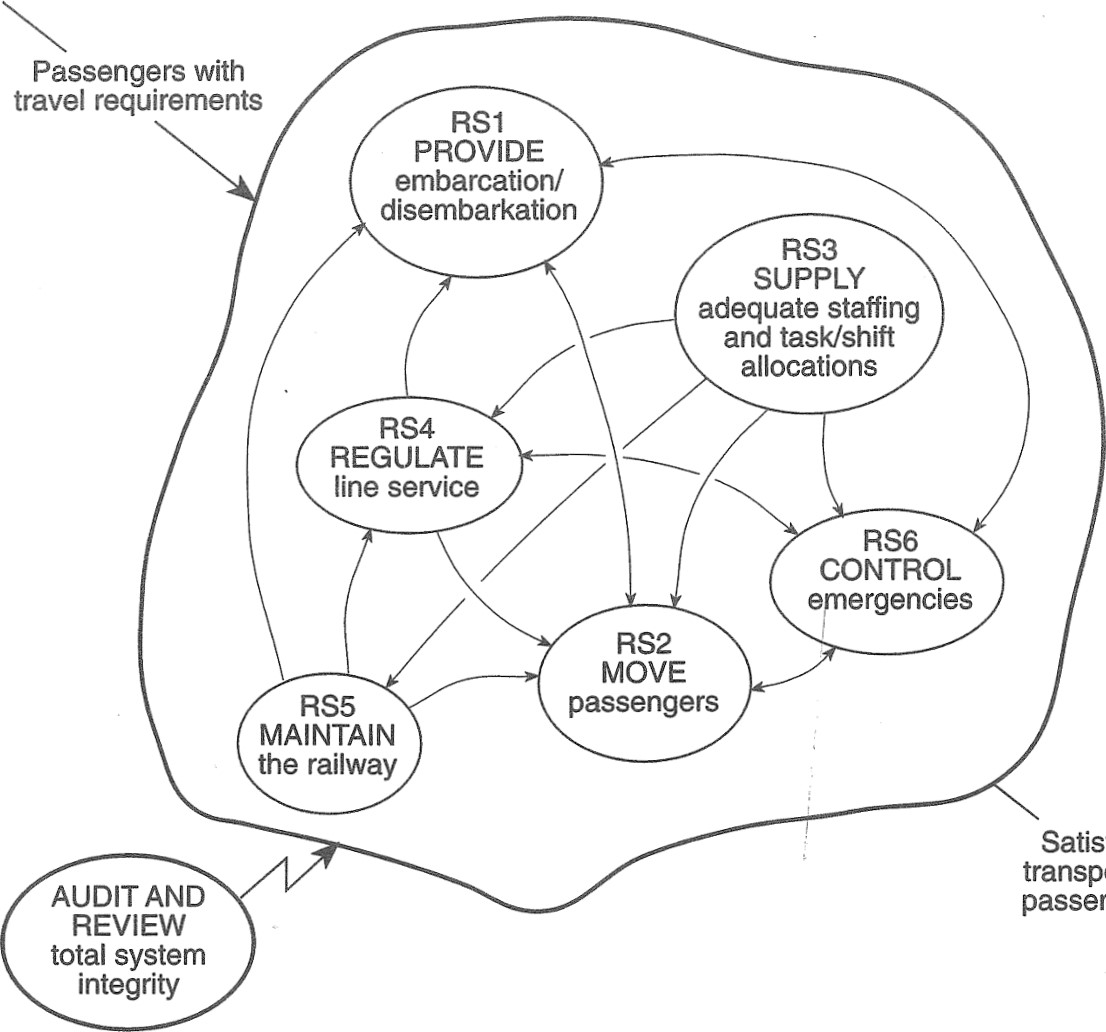 Passengers with
travel requirements
RS1
PROVIDE
embarcation/
disembarkation
RS3
SUPPLY
adequate staffing
and task/shift
allocations
RS4
REGULATE
line service
RS6
CONTROL
emergencies
RS2
MOVE
passengers
RS5
MAINTAIN
the railway
AUDIT AND
REVIEW
total system
integrity